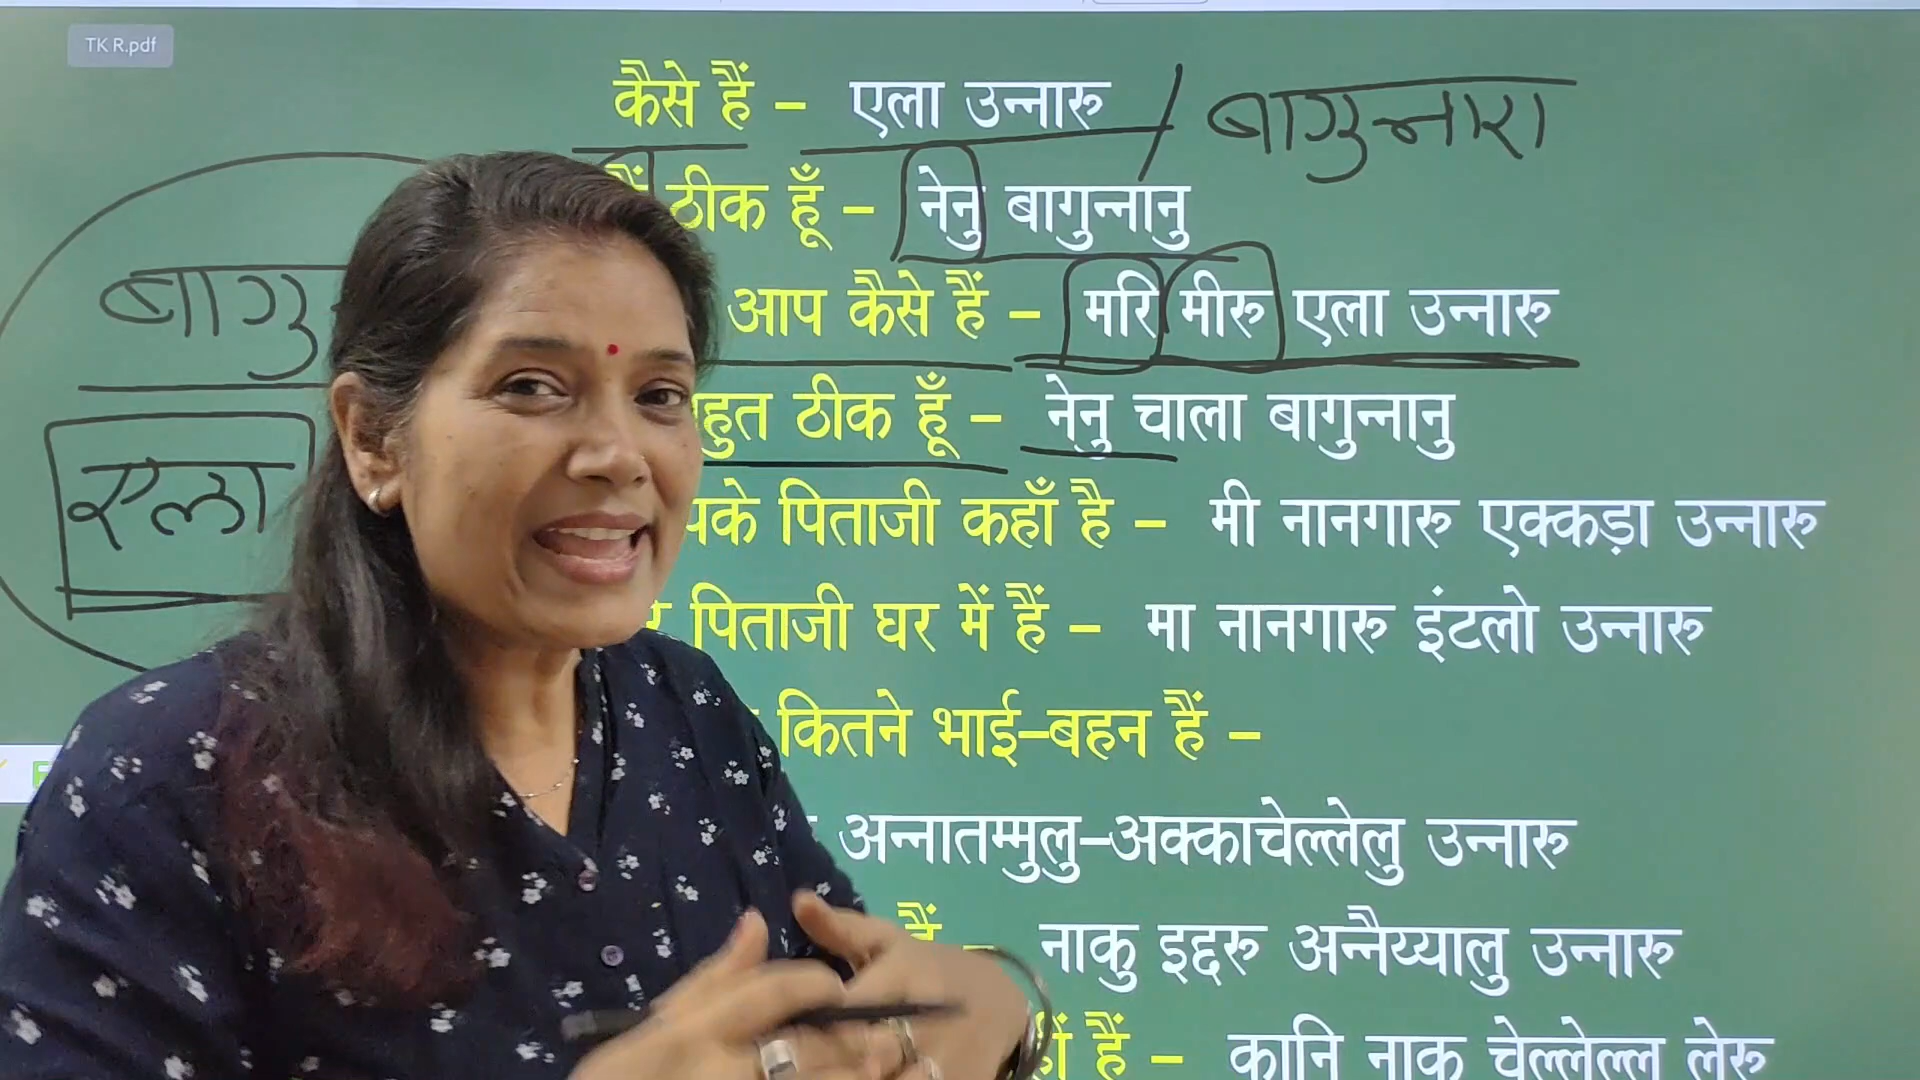 TK R.pdf
कैसे हैं – एला उन्नारु / बागुन्नारा
ठीक हूँ – नेनु बागुन्नानु
आप कैसे हैं – मरि मीरु एला उन्नारु
बागु
ठीक हूँ – नेनु चाला बागुन्नानु
एला
पिताजी कहाँ है – मी नानगारु एक्कड़ा उन्नारु
पिताजी घर में हैं – मा नानगारु इंटलो उन्नारु
कितने भाई–बहन हैं –
अन्नातम्मुलु–अक्काचेल्लेलु उन्नारु
हैं – नाकु इद्दरु अन्नैय्यालु उन्नारु
हैं – कानि नाकु चेल्लेल्लु लेरु